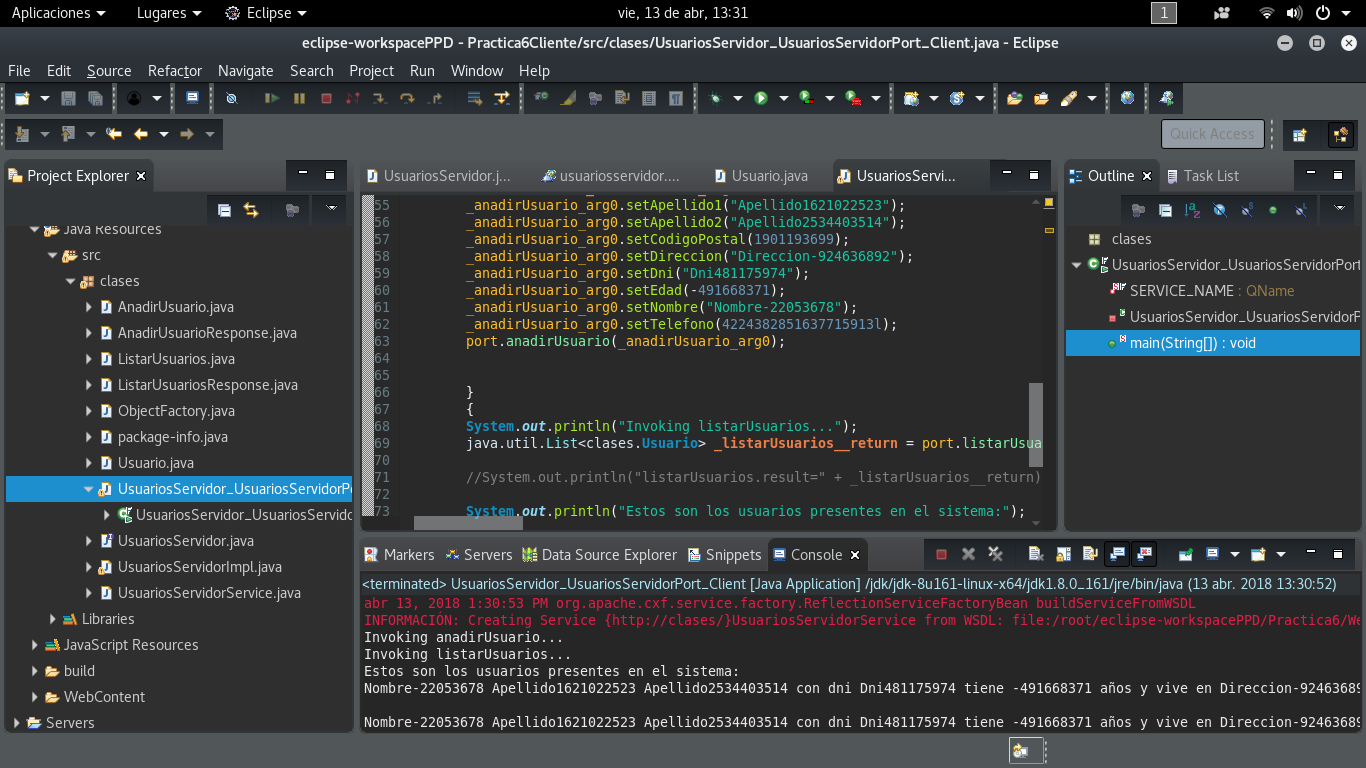 Aplicaciones Lugares Eclipse vie, 13 de abr, 13:31 1
eclipse-workspacePPD - Practica6Cliente/src/clases/UsuariosServidor_UsuariosServidorPort_Client.java - Eclipse
File Edit Source Refactor Navigate Search Project Run Window Help
Quick Access
Project Explorer
Java Resources
src
clases
AnadirUsuario.java
AnadirUsuarioResponse.java
ListarUsuarios.java
ListarUsuariosResponse.java
ObjectFactory.java
package-info.java
Usuario.java
UsuariosServidor_UsuariosServidorPo
UsuariosServidor_UsuariosServido
UsuariosServidor.java
UsuariosServidorImpl.java
UsuariosServidorService.java
Libraries
JavaScript Resources
build
WebContent
Servers
UsuariosServidor.j... usuariosservidor.... Usuario.java UsuariosServi...
55 _anadirUsuario_arg0.setApellido1("Apellido1621022523");
56 _anadirUsuario_arg0.setApellido2("Apellido2534403514");
57 _anadirUsuario_arg0.setCodigoPostal(1901193699);
58 _anadirUsuario_arg0.setDireccion("Direccion-924636892");
59 _anadirUsuario_arg0.setDni("Dni481175974");
60 _anadirUsuario_arg0.setEdad(-491668371);
61 _anadirUsuario_arg0.setNombre("Nombre-22053678");
62 _anadirUsuario_arg0.setTelefono(4224382851637715913l);
63 port.anadirUsuario(_anadirUsuario_arg0);
64
65
66 }
67 {
68 System.out.println("Invoking listarUsuarios...");
69 java.util.List<clases.Usuario> _listarUsuarios__return = port.listarUsua
70
71 //System.out.println("listarUsuarios.result=" + _listarUsuarios__return)
72
73 System.out.println("Estos son los usuarios presentes en el sistema:");
Outline Task List
clases
UsuariosServidor_UsuariosServidorPort
SERVICE_NAME : QName
UsuariosServidor_UsuariosServidorP
main(String[]) : void
Markers Servers Data Source Explorer Snippets Console
<terminated> UsuariosServidor_UsuariosServidorPort_Client [Java Application] /jdk/jdk-8u161-linux-x64/jdk1.8.0_161/jre/bin/java (13 abr. 2018 13:30:52)
abr 13, 2018 1:30:53 PM org.apache.cxf.service.factory.ReflectionServiceFactoryBean buildServiceFromWSDL
INFORMACIÓN: Creating Service {http://clases/}UsuariosServidorService from WSDL: file:/root/eclipse-workspacePPD/Practica6/We
Invoking anadirUsuario...
Invoking listarUsuarios...
Estos son los usuarios presentes en el sistema:
Nombre-22053678 Apellido1621022523 Apellido2534403514 con dni Dni481175974 tiene -491668371 años y vive en Direccion-92463689
Nombre-22053678 Apellido1621022523 Apellido2534403514 con dni Dni481175974 tiene -491668371 años y vive en Direccion-92463689